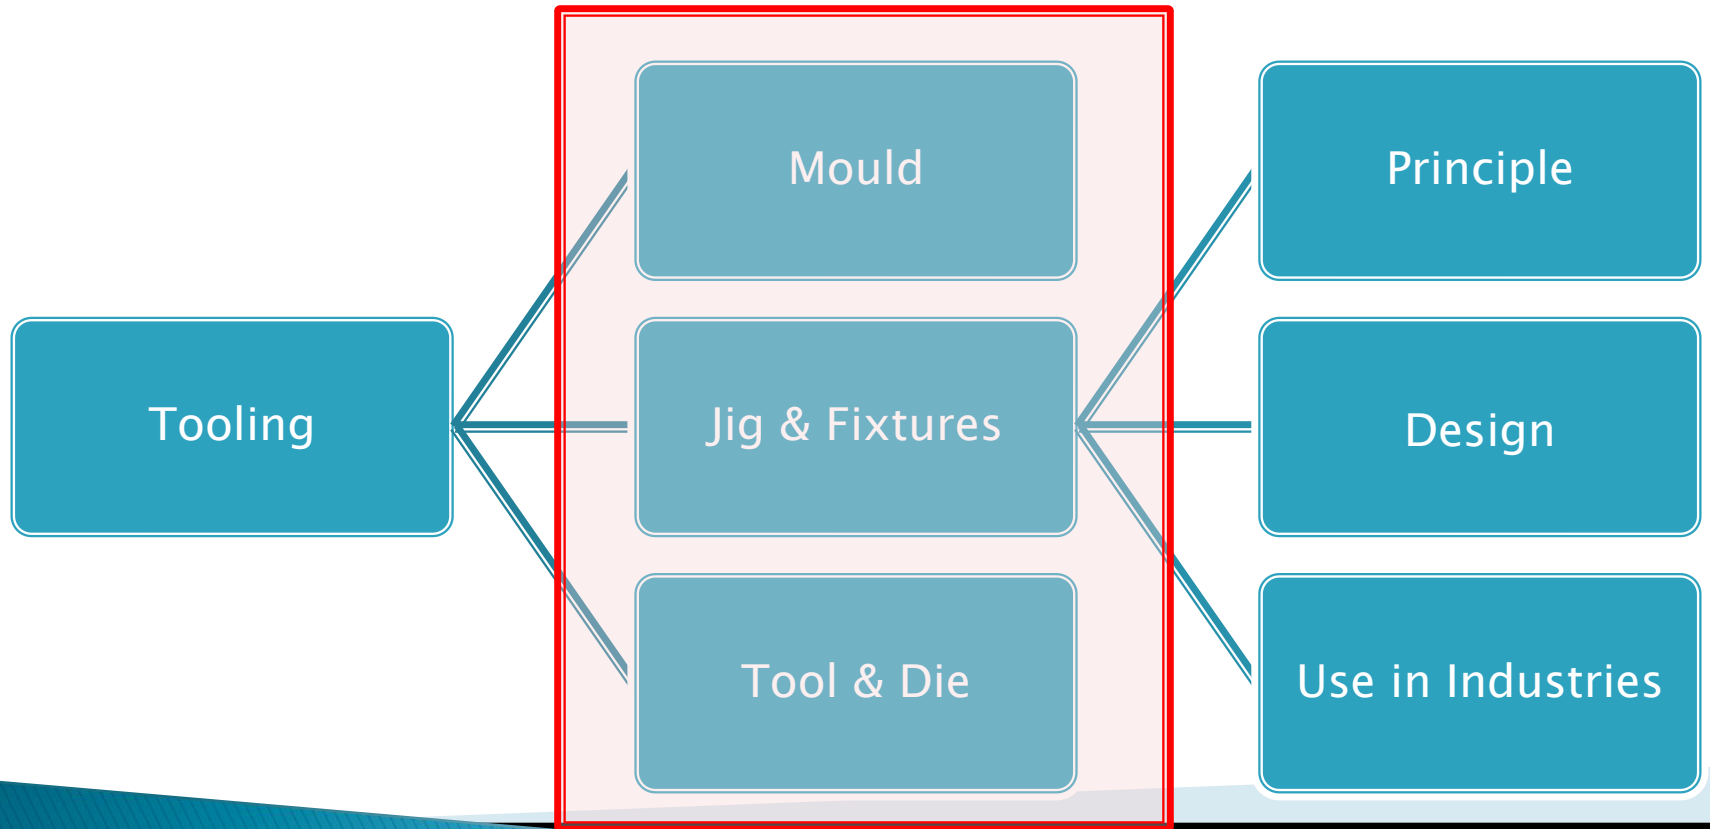 Tooling
Mould
Jig & Fixtures
Tool & Die
Principle
Design
Use in Industries